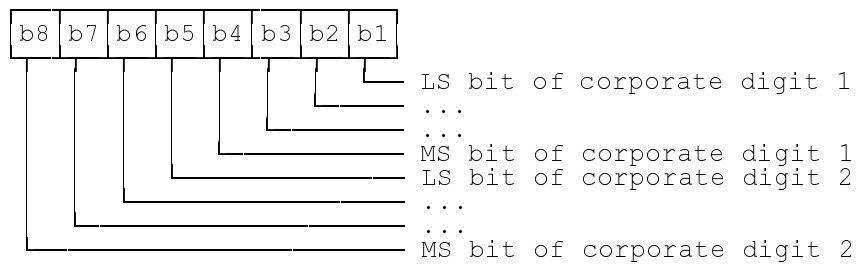 b8 b7 b6 b5 b4 b3 b2 b1
LS bit of corporate digit 1
...
...
MS bit of corporate digit 1
LS bit of corporate digit 2
...
...
MS bit of corporate digit 2